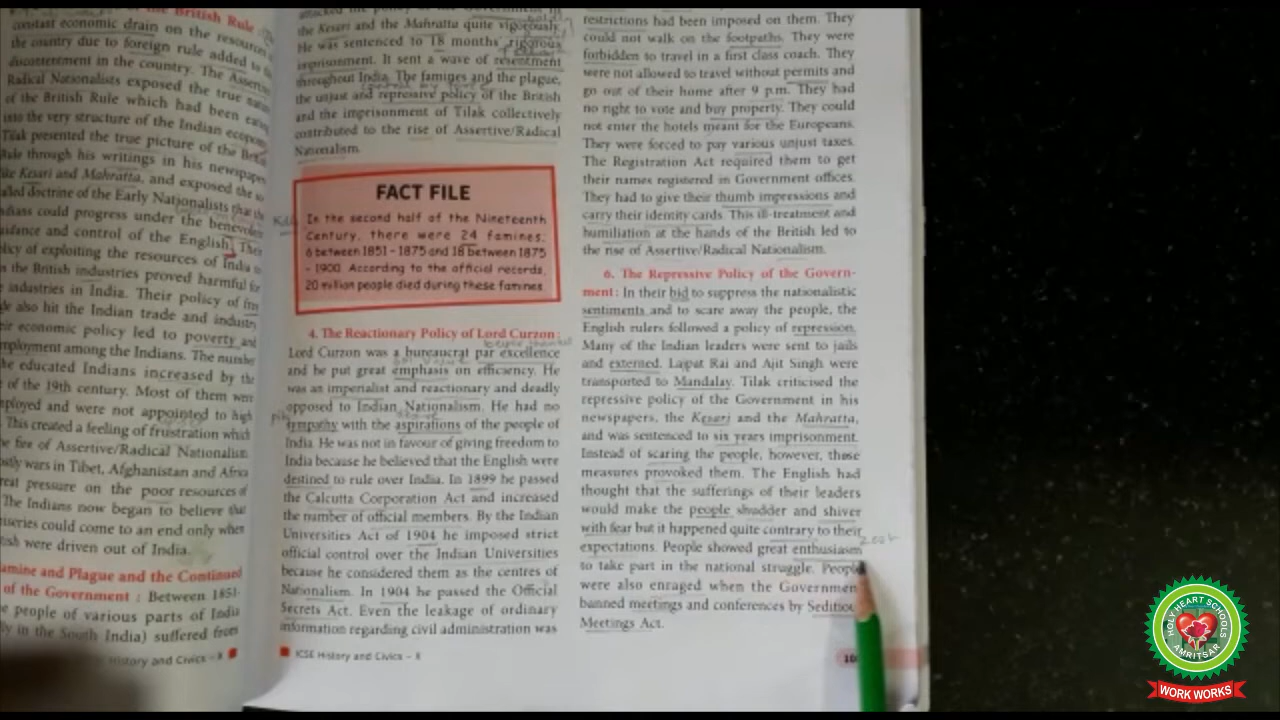 of the British Rule :
constant economic drain on the resources
the country due to foreign rule added to
discontentment in the country. The Assertive
Radical Nationalists exposed the true nature
of the British Rule which had been eating
into the very structure of the Indian economy
Tilak presented the true picture of the British
Rule through his writings in his newspapers
like Kesari and Mahratta, and exposed the so
called doctrine of the Early Nationalists that the
Indians could progress under the benevolent
guidance and control of the English. Their
policy of exploiting the resources of India to
the British industries proved harmful for
industries in India. Their policy of free
also hit the Indian trade and industry
economic policy led to poverty and
employment among the Indians. The number
the educated Indians increased by the
of the 19th century. Most of them were
and were not appointed to high
This created a feeling of frustration which
fire of Assertive/Radical Nationalism
wars in Tibet, Afghanistan and Africa
great pressure on the poor resources of
The Indians now began to believe that
miseries could come to an end only when
were driven out of India.
Famine and Plague and the Continued
of the Government : Between 1851-
people of various parts of India
in the South India) suffered from
History and Civics - X
attacked the policy of the Government in
the Kesari and the Mahratta quite vigorously.
He was sentenced to 18 months' rigorous
imprisonment. It sent a wave of resentment
throughout India. The famines and the plague,
the unjust and repressive policy of the British
and the imprisonment of Tilak collectively
contributed to the rise of Assertive/Radical
Nationalism.
FACT FILE
In the second half of the Nineteenth
Century, there were 24 famines,
6 between 1851 - 1875 and 18 between 1875
- 1900. According to the official records,
20 million people died during these famines
4. The Reactionary Policy of Lord Curzon :
Lord Curzon was a bureaucrat par excellence
and he put great emphasis on efficiency. He
was an imperialist and reactionary and deadly
opposed to Indian Nationalism. He had no
empathy with the aspirations of the people of
India. He was not in favour of giving freedom to
India because he believed that the English were
destined to rule over India. In 1899 he passed
the Calcutta Corporation Act and increased
the number of official members. By the Indian
Universities Act of 1904 he imposed strict
official control over the Indian Universities
because he considered them as the centres of
Nationalism. In 1904 he passed the Official
Secrets Act. Even the leakage of ordinary
information regarding civil administration was
ICSE History and Civics - X
restrictions had been imposed on them. They
could not walk on the footpaths. They were
forbidden to travel in a first class coach. They
were not allowed to travel without permits and
go out of their home after 9 p.m. They had
no right to vote and buy property. They could
not enter the hotels meant for the Europeans.
They were forced to pay various unjust taxes.
The Registration Act required them to get
their names registered in Government offices.
They had to give their thumb impressions and
carry their identity cards. This ill-treatment and
humiliation at the hands of the British led to
the rise of Assertive/Radical Nationalism.
6. The Repressive Policy of the Govern-
ment: In their bid to suppress the nationalistic
sentiments and to scare away the people, the
English rulers followed a policy of repression.
Many of the Indian leaders were sent to jails
and externed. Lajpat Rai and Ajit Singh were
transported to Mandalay. Tilak criticised the
repressive policy of the Government in his
newspapers, the Kesari and the Mahratta,
and was sentenced to six years imprisonment.
Instead of scaring the people, however, these
measures provoked them. The English had
thought that the sufferings of their leaders
would make the people shudder and shiver
with fear but it happened quite contrary to their
expectations. People showed great enthusiasm
to take part in the national struggle. People
were also enraged when the Government
banned meetings and conferences by Seditious
Meetings Act.
HOLY HEART SCHOOLS
AMRITSAR
WORK WORKS